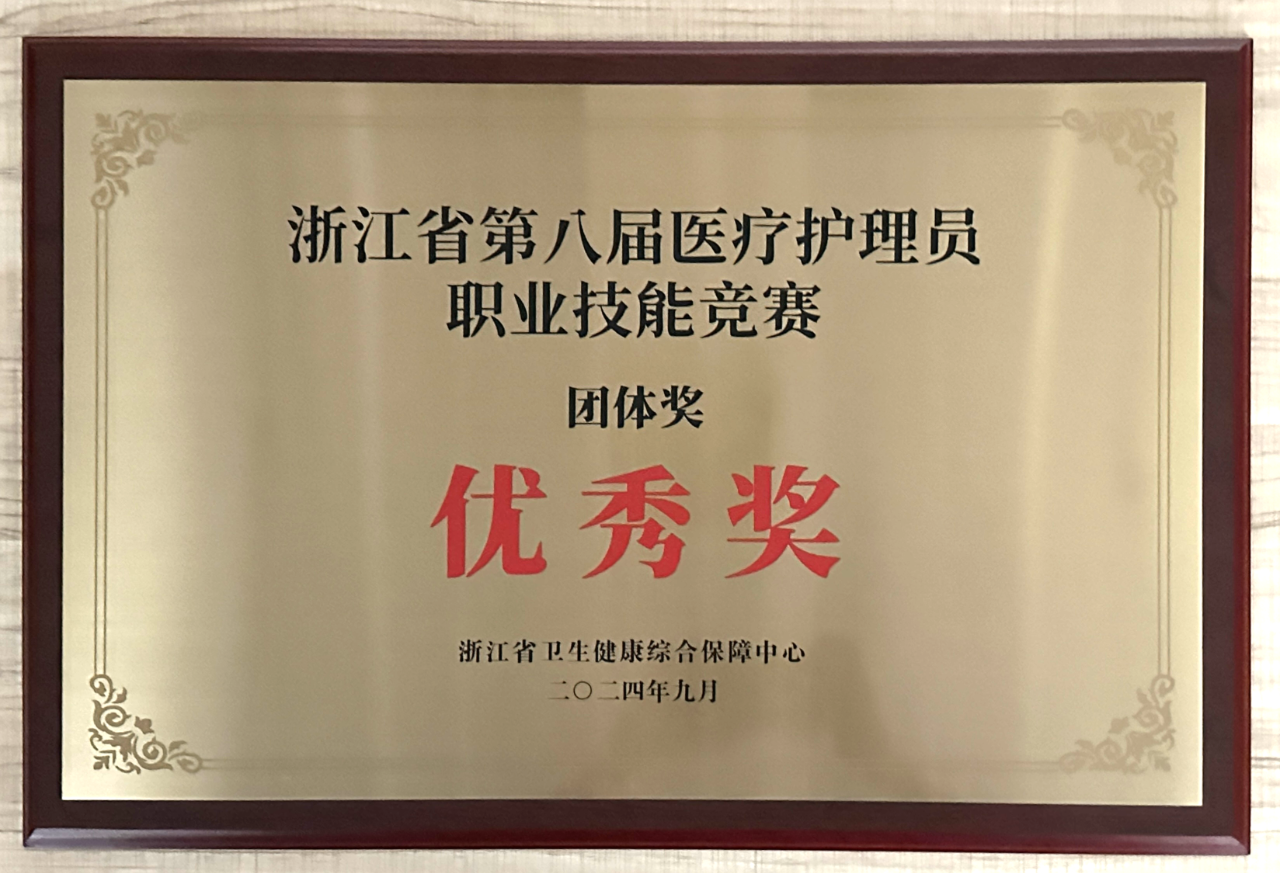 浙江省第八届医疗护理员
职业技能竞赛
团体奖
优秀奖
浙江省卫生健康综合保障中心
二〇二四年九月